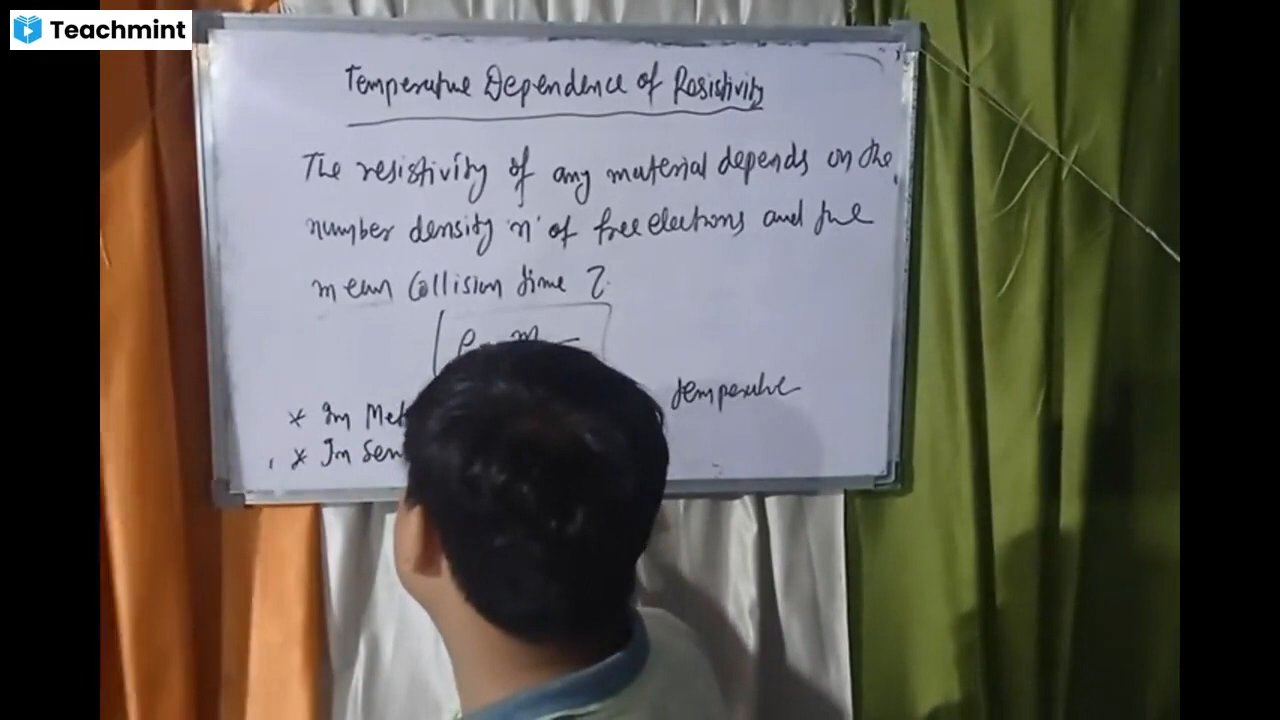 Teachmint
Temperature Dependence of Resistivity
The resistivity of any material depends on the
number density 'n' of free electrons and the
mean Collision time τ
ρ m
temperature
* In Met
* In Sem